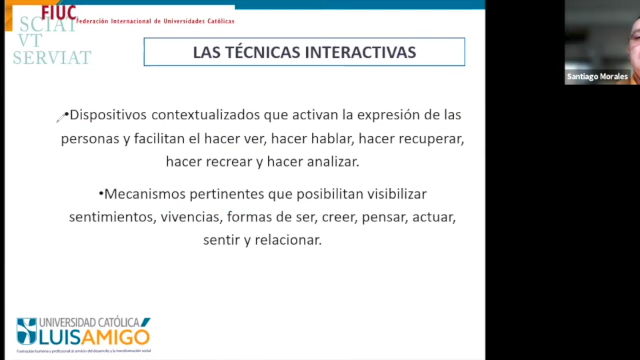 FIUC
Federación Internacional de Universidades Católicas
SCIAT
VT
SERVIAT
LAS TÉCNICAS INTERACTIVAS
Santiago Morales
•Dispositivos contextualizados que activan la expresión de las
personas y facilitan el hacer ver, hacer hablar, hacer recuperar,
hacer recrear y hacer analizar.
•Mecanismos pertinentes que posibilitan visibilizar
sentimientos, vivencias, formas de ser, creer, pensar, actuar,
sentir y relacionar.
UNIVERSIDAD CATÓLICA
LUIS AMIGÓ